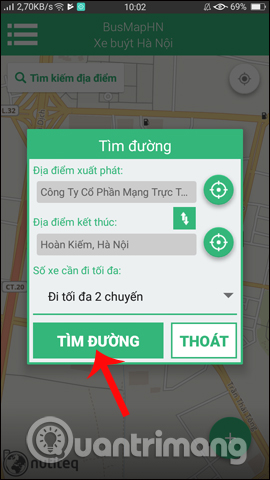 2,70KB/s
10:02
69%
BusMapHN
Xe buýt Hà Nội
Tìm kiếm địa điểm
Tìm đường
Địa điểm xuất phát:
Công Ty Cổ Phần Mạng Trực T...
Địa điểm kết thúc:
Hoàn Kiếm, Hà Nội
Số xe cần đi tối đa:
Đi tối đa 2 chuyến
TÌM ĐƯỜNG
THOÁT
CT.20
uantrimang